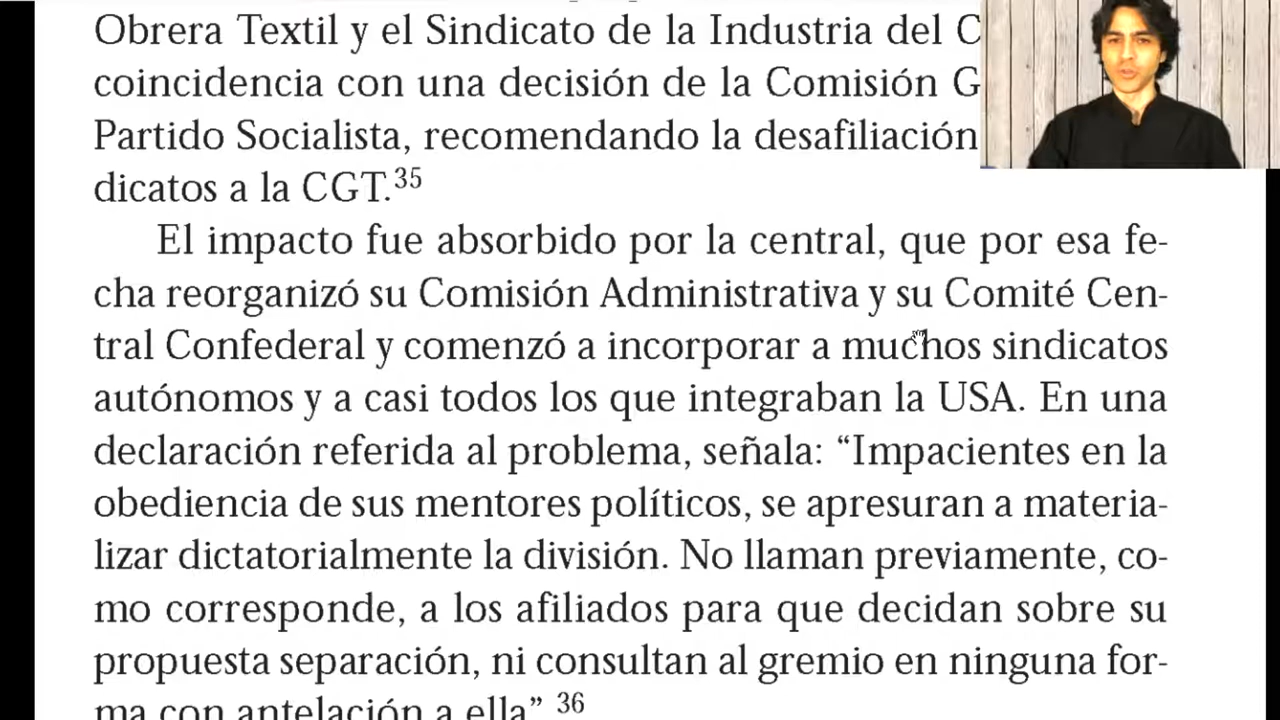 Obrera Textil y el Sindicato de la Industria del
coincidencia con una decisión de la Comisión
Partido Socialista, recomendando la desafiliación
dicatos a la CGT.35
El impacto fue absorbido por la central, que por esa fe-
cha reorganizó su Comisión Administrativa y su Comité Cen-
tral Confederal y comenzó a incorporar a muchos sindicatos
autónomos y a casi todos los que integraban la USA. En una
declaración referida al problema, señala: “Impacientes en la
obediencia de sus mentores políticos, se apresuran a materia-
lizar dictatorialmente la división. No llaman previamente, co-
mo corresponde, a los afiliados para que decidan sobre su
propuesta separación, ni consultan al gremio en ninguna for-
ma con antelación a ella” 36